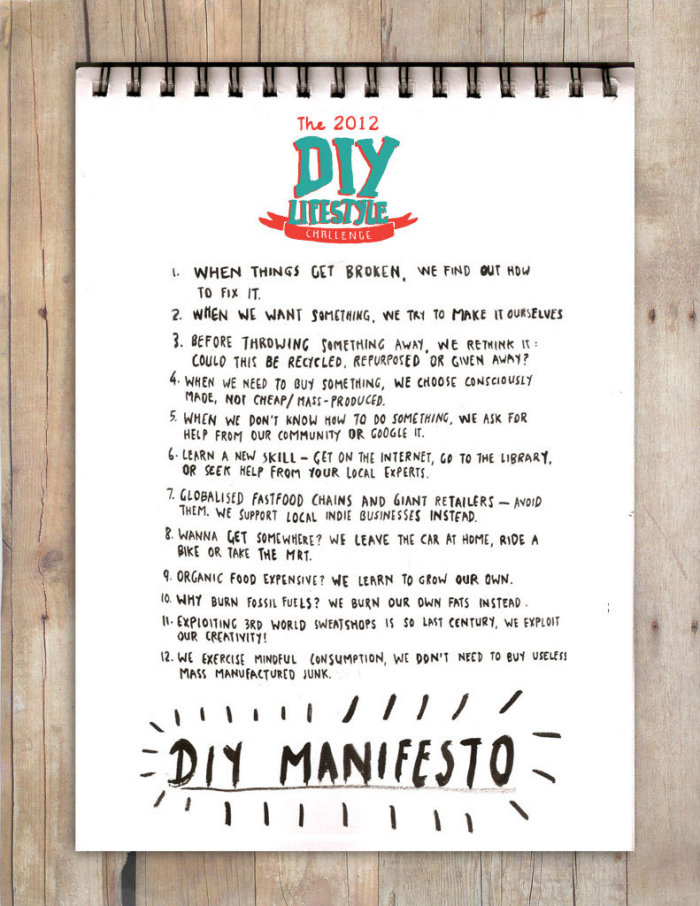 The 2012
DIY
LIFESTYLE
CHALLENGE
1. WHEN THINGS GET BROKEN, WE FIND OUT HOW
TO FIX IT.
2. WHEN WE WANT SOMETHING, WE TRY TO MAKE IT OURSELVES
3. BEFORE THROWING SOMETHING AWAY, WE RETHINK IT:
COULD THIS BE RECYCLED, REPURPOSED OR GIVEN AWAY?
4. WHEN WE NEED TO BUY SOMETHING, WE CHOOSE CONSCIOUSLY
MADE, NOT CHEAP/MASS-PRODUCED.
5. WHEN WE DON'T KNOW HOW TO DO SOMETHING, WE ASK FOR
HELP FROM OUR COMMUNITY OR GOOGLE IT.
6. LEARN A NEW SKILL – GET ON THE INTERNET, GO TO THE LIBRARY,
OR SEEK HELP FROM YOUR LOCAL EXPERTS.
7. GLOBALISED FASTFOOD CHAINS AND GIANT RETAILERS – AVOID
THEM. WE SUPPORT LOCAL INDIE BUSINESSES INSTEAD.
8. WANNA GET SOMEWHERE? WE LEAVE THE CAR AT HOME, RIDE A
BIKE OR TAKE THE MRT.
9. ORGANIC FOOD EXPENSIVE? WE LEARN TO GROW OUR OWN.
10. WHY BURN FOSSIL FUELS? WE BURN OUR OWN FATS INSTEAD.
11. EXPLOITING 3RD WORLD SWEATSHOPS IS SO LAST CENTURY, WE EXPLOIT
OUR CREATIVITY!
12. WE EXERCISE MINDFUL CONSUMPTION, WE DON'T NEED TO BUY USELESS
MASS MANUFACTURED JUNK.
DIY MANIFESTO